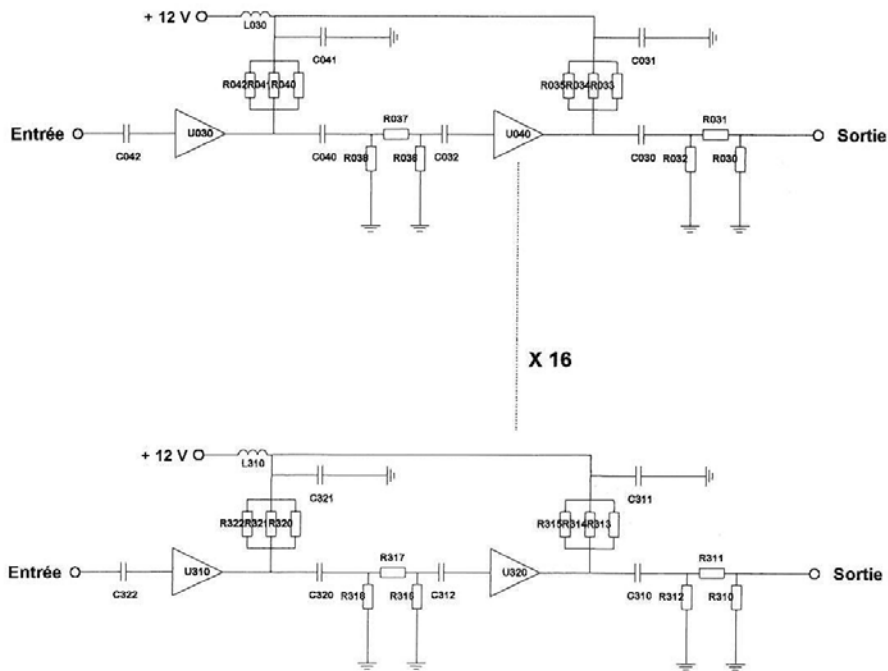 + 12 V
L030
C041
C031
R042R041R040
R035R034R033
R037
R031
Entrée
U030
U040
Sortie
C042
C040
R038
R036
C032
C030
R032
R030
X 16
+ 12 V
L310
C321
C311
R322R321R320
R315R314R313
R317
R311
Entrée
U310
U320
Sortie
C322
C320
R318
R316
C312
C310
R312
R310